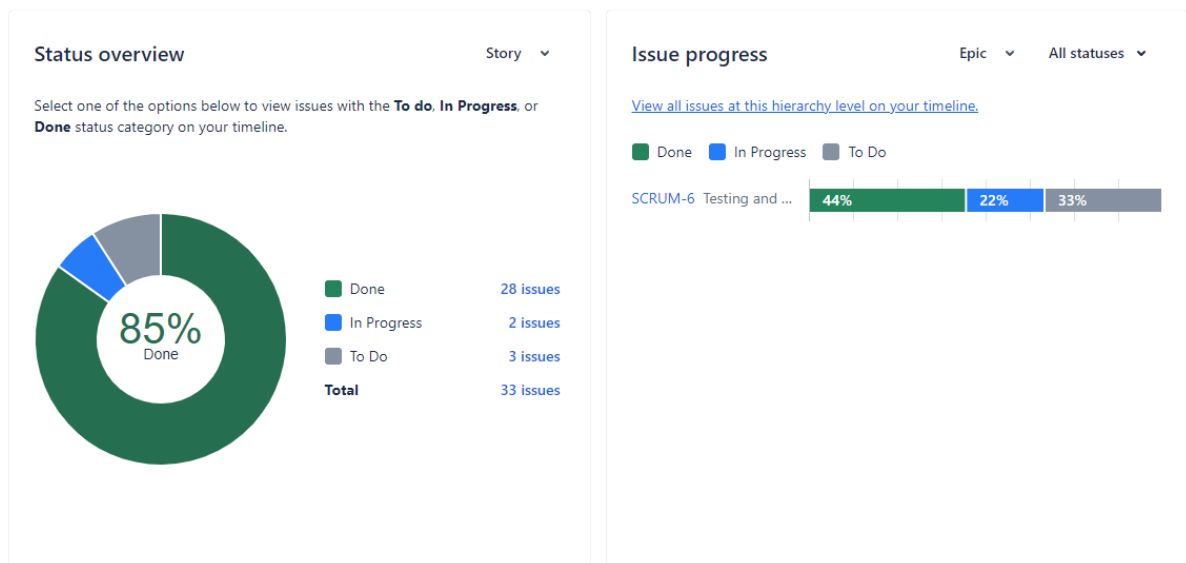 Status overview
Story
Select one of the options below to view issues with the To do, In Progress, or
Done status category on your timeline.
85%
Done
Done 28 issues
In Progress 2 issues
To Do 3 issues
Total 33 issues
Issue progress
Epic
All statuses
View all issues at this hierarchy level on your timeline.
Done In Progress To Do
SCRUM-6 Testing and ... 44% 22% 33%